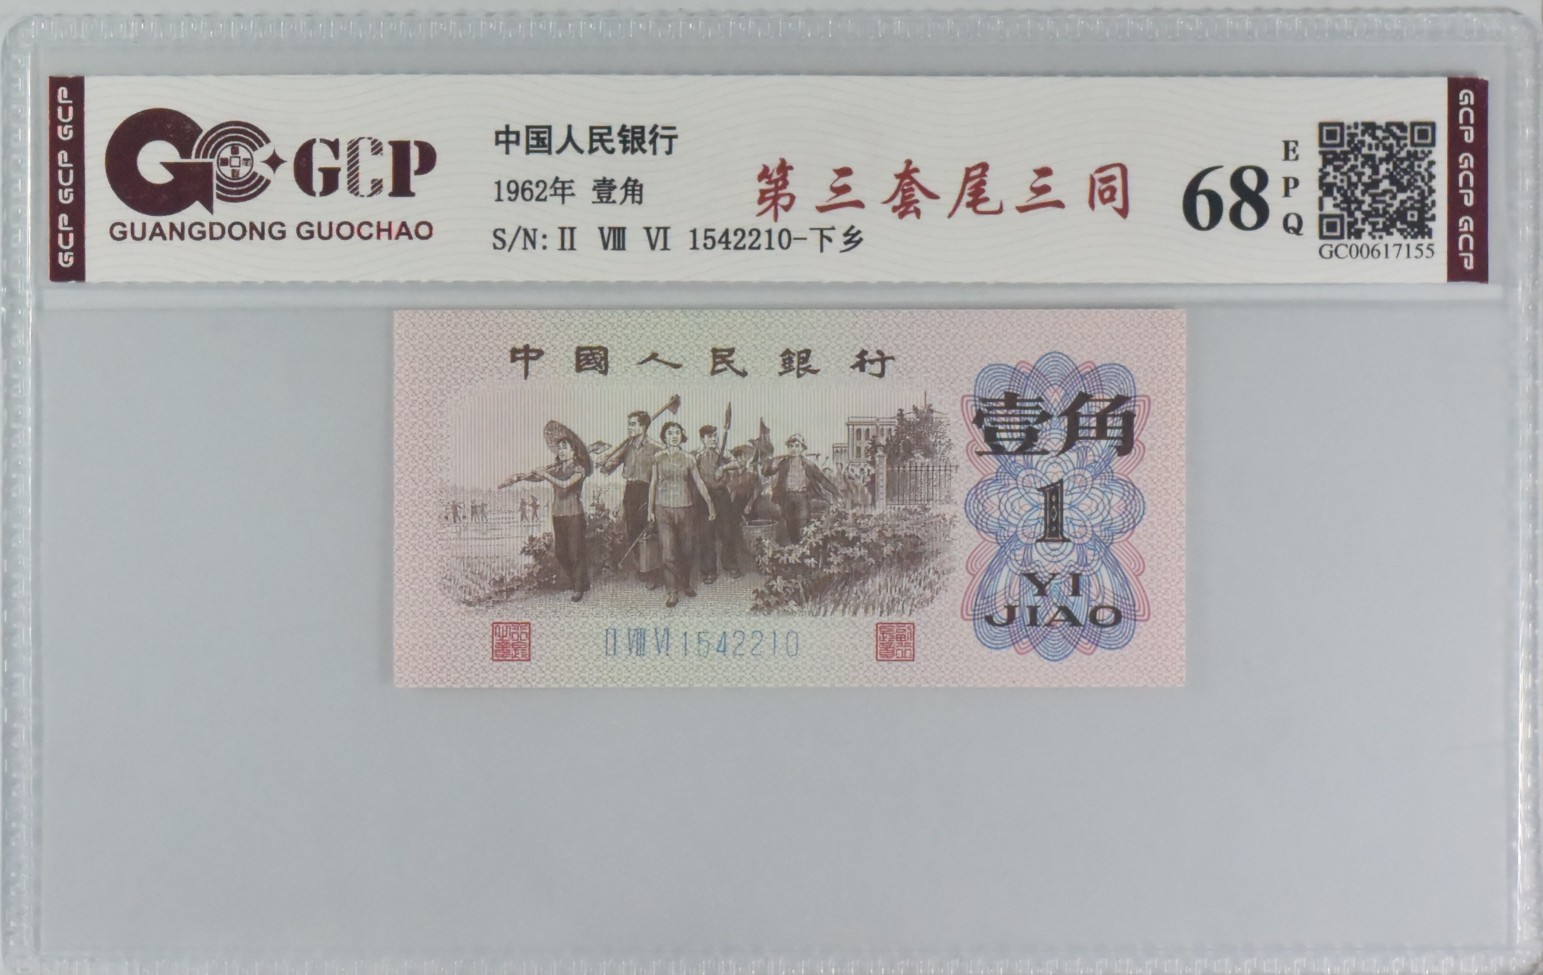 GCP GCP GCP
GCP
GUANGDONG GUOCHAO
中国人民银行
1962年 壹角
S/N: II VIII VI 1542210-下乡
第三套尾三同
68
EPQ
GC00617155
GCP GCP GCP
中國人民銀行
壹角
1
YI
JIAO
II VIII VI 1542210